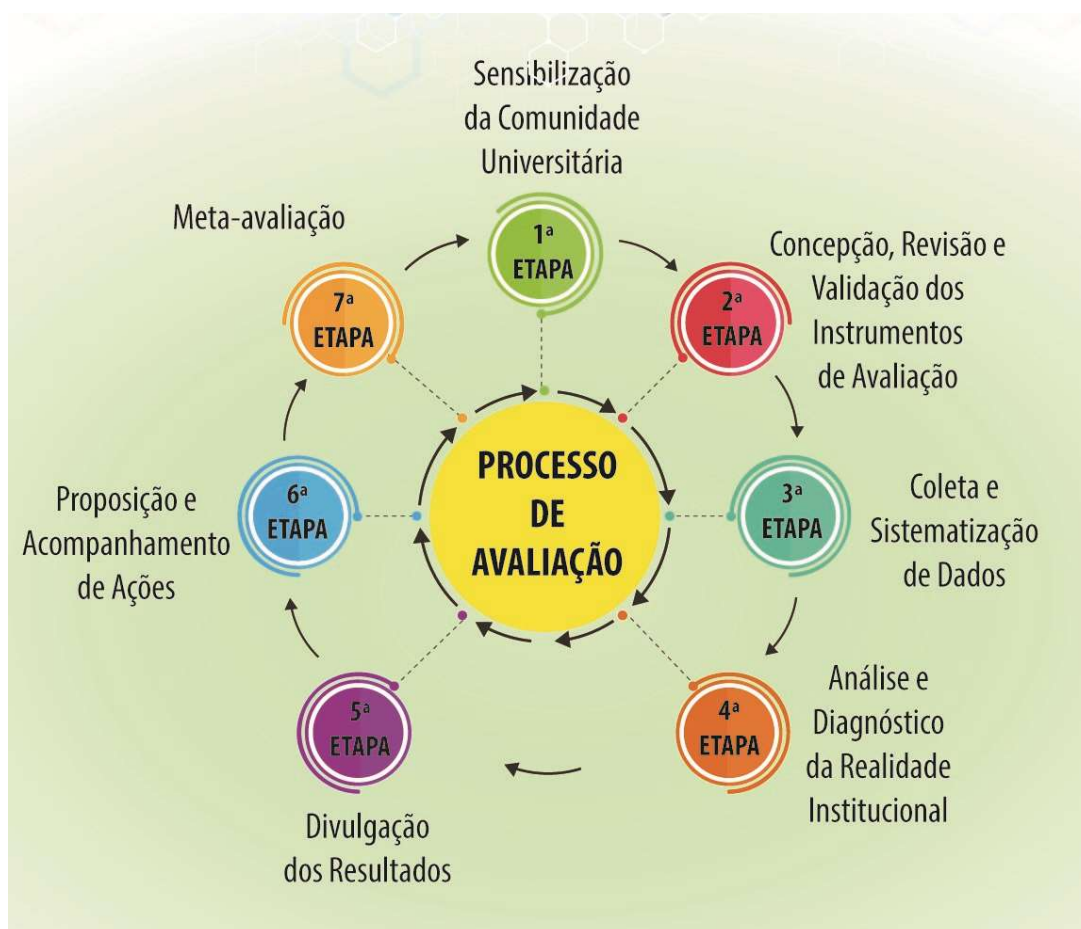 Sensibilização
da Comunidade
Universitária
1ª
ETAPA
Concepção, Revisão e
Validação dos
Instrumentos
de Avaliação
2ª
ETAPA
Coleta e
Sistematização
de Dados
3ª
ETAPA
Análise e
Diagnóstico
da Realidade
Institucional
4ª
ETAPA
Divulgação
dos Resultados
5ª
ETAPA
Proposição e
Acompanhamento
de Ações
6ª
ETAPA
Meta-avaliação
7ª
ETAPA
PROCESSO
DE
AVALIAÇÃO